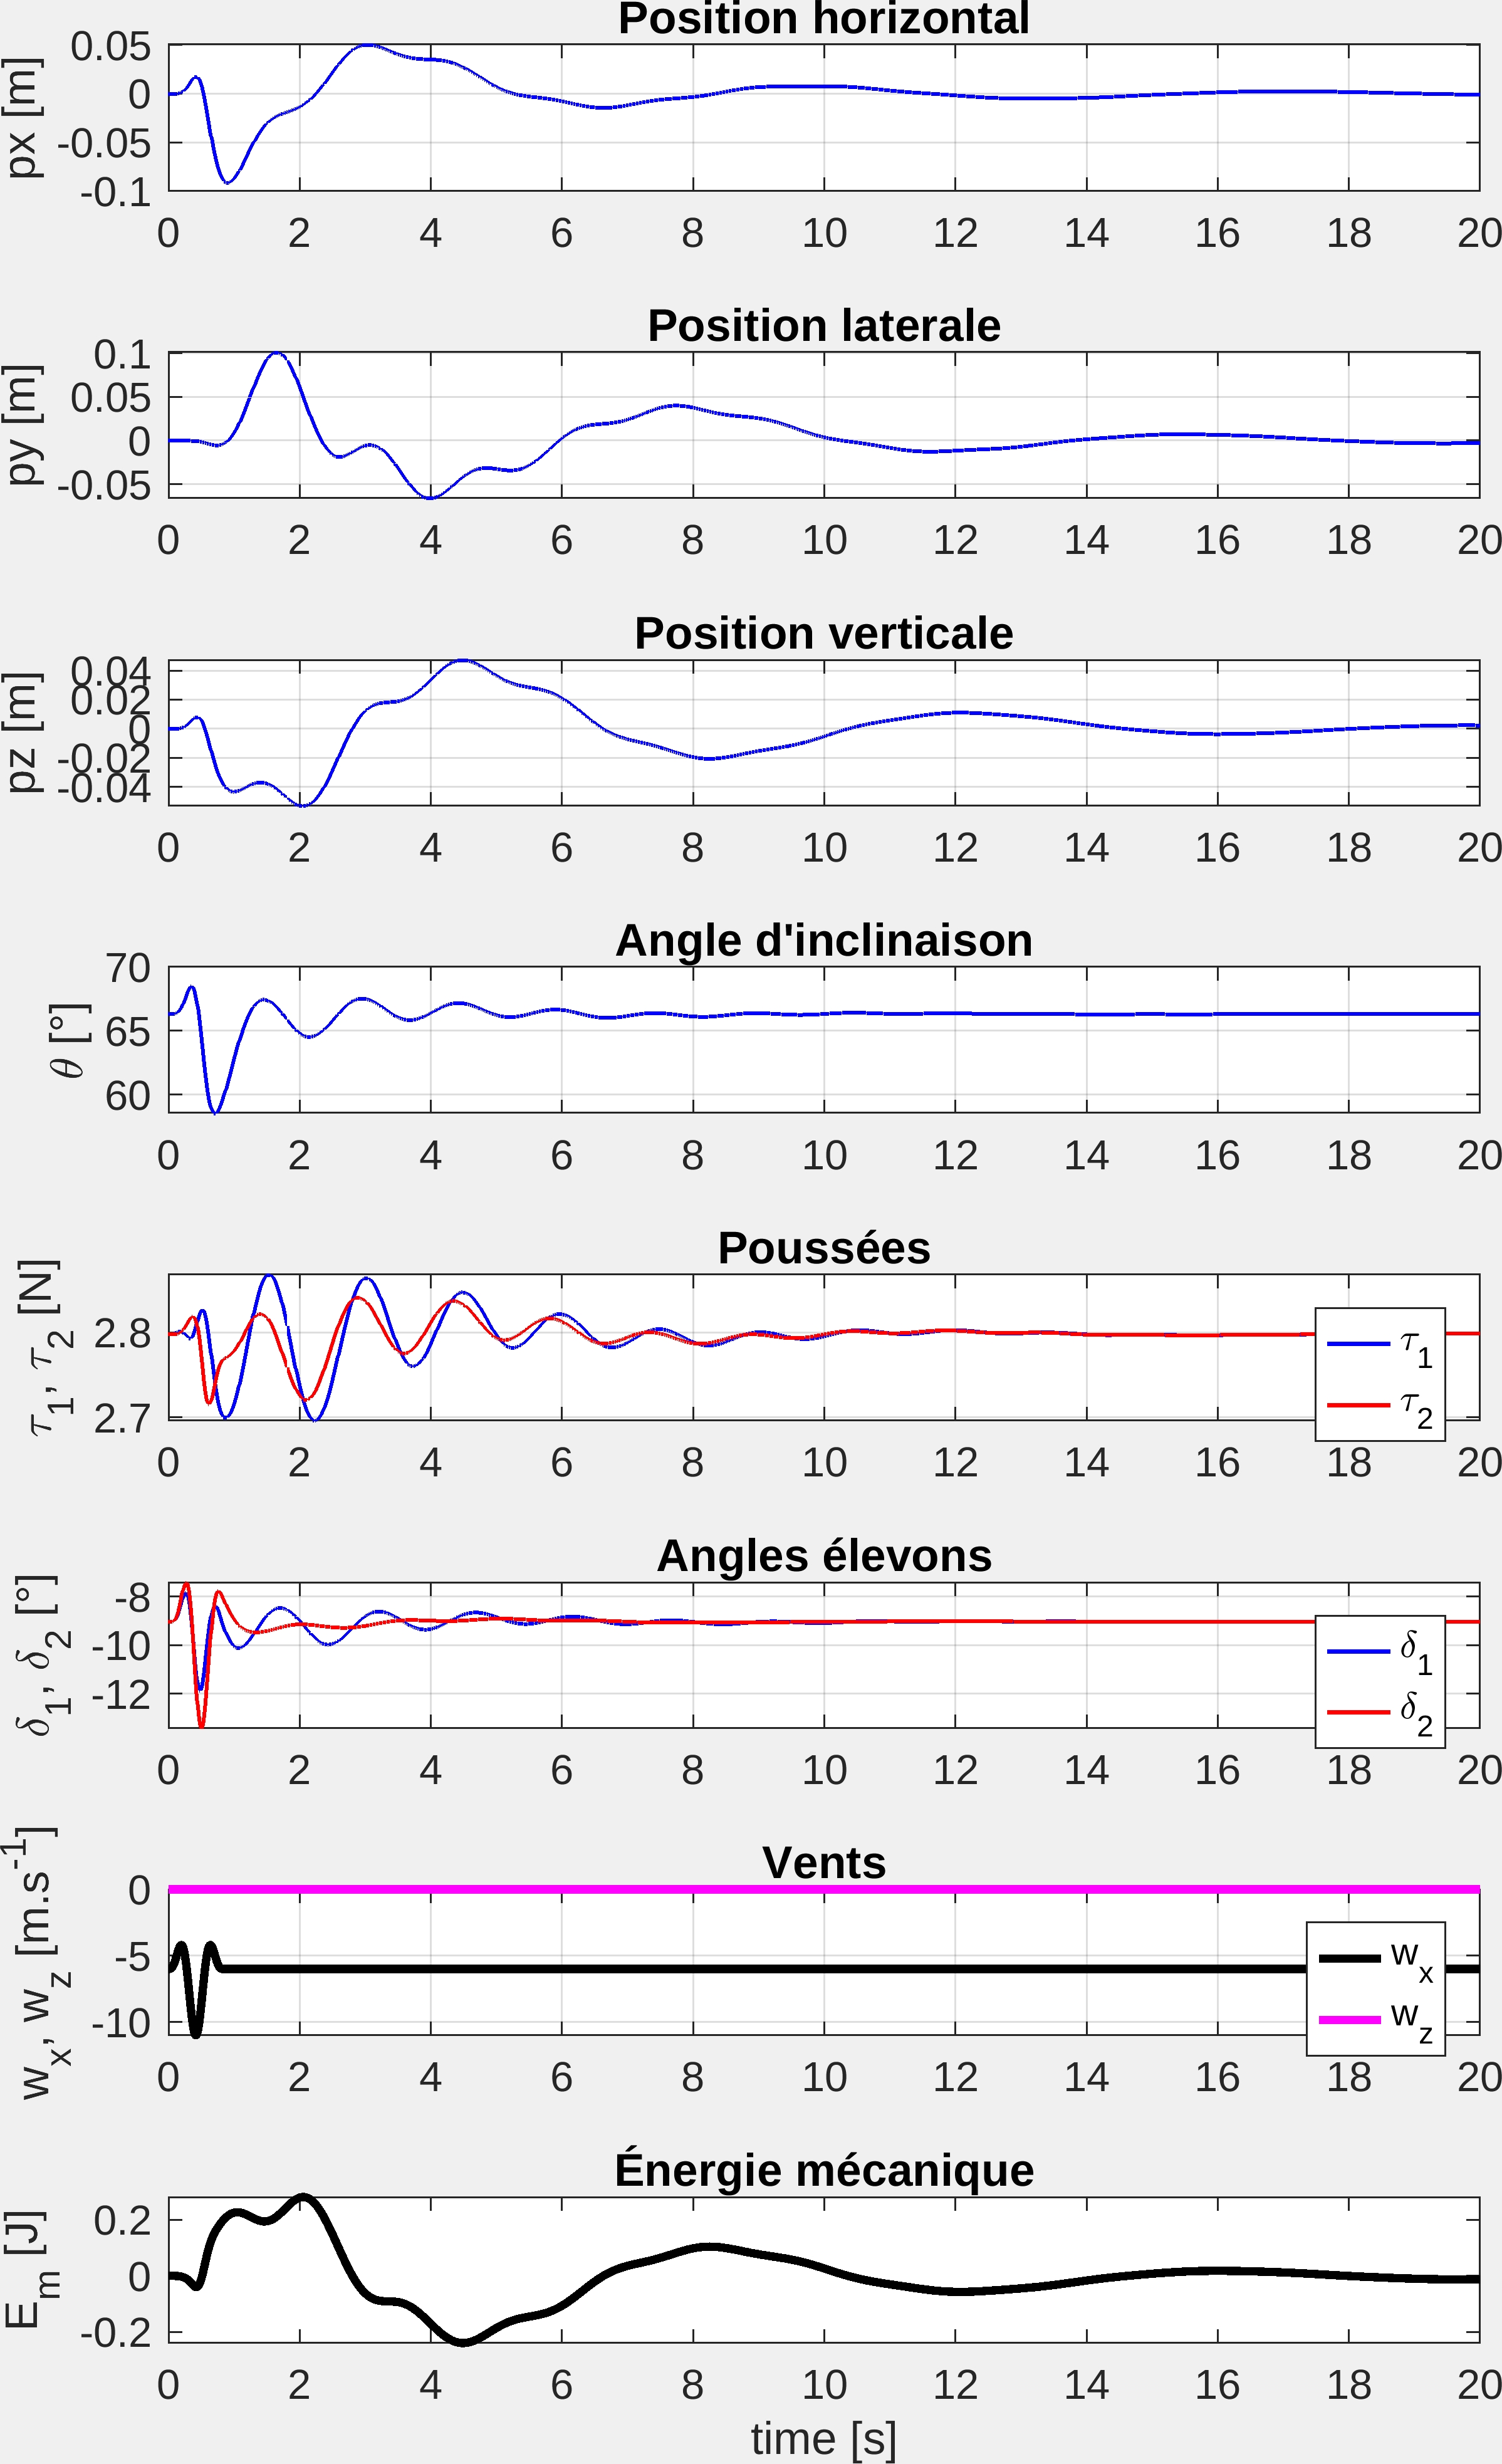 Position horizontal
px [m]
0.05
0
-0.05
-0.1
0 2 4 6 8 10 12 14 16 18 20
Position laterale
py [m]
0.1
0.05
0
-0.05
0 2 4 6 8 10 12 14 16 18 20
Position verticale
pz [m]
0.04
0.02
0
-0.02
-0.04
0 2 4 6 8 10 12 14 16 18 20
Angle d'inclinaison
θ [°]
70
65
60
0 2 4 6 8 10 12 14 16 18 20
Poussées
τ1, τ2 [N]
2.8
2.7
τ1
τ2
0 2 4 6 8 10 12 14 16 18 20
Angles élevons
δ1, δ2 [°]
-8
-10
-12
δ1
δ2
0 2 4 6 8 10 12 14 16 18 20
Vents
wx, wz [m.s-1]
0
-5
-10
wx
wz
0 2 4 6 8 10 12 14 16 18 20
Énergie mécanique
Em [J]
0.2
0
-0.2
0 2 4 6 8 10 12 14 16 18 20
time [s]